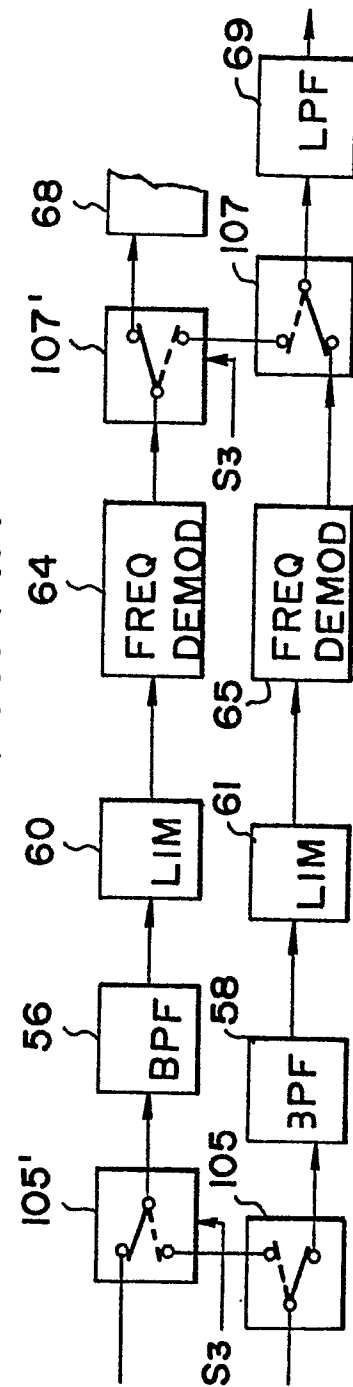 105'
56
60
64
107'
68
BPF
LIM
FREQ
DEMOD
S3
S3
105
58
61
65
107
69
BPF
LIM
FREQ
DEMOD
LPF